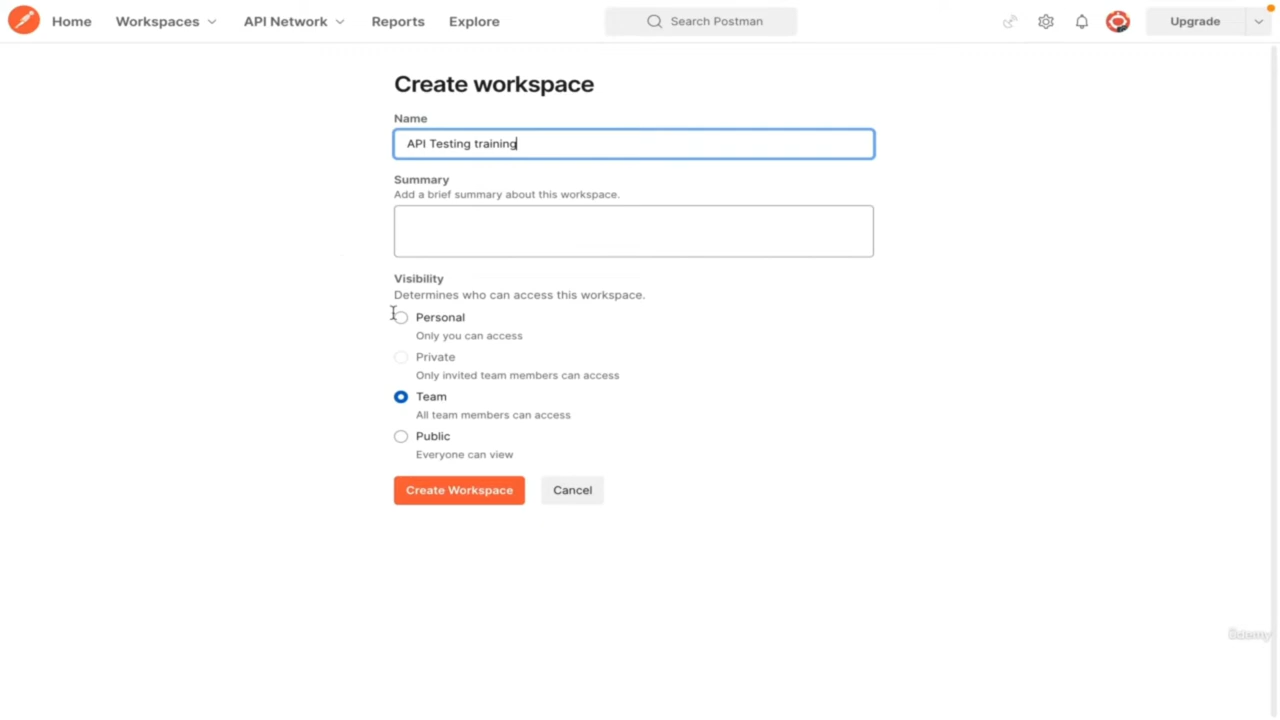 Home Workspaces API Network Reports Explore Search Postman Upgrade
Create workspace
Name
API Testing training
Summary
Add a brief summary about this workspace.
Visibility
Determines who can access this workspace.
Personal
Only you can access
Private
Only invited team members can access
Team
All team members can access
Public
Everyone can view
Create Workspace Cancel
ûdemy